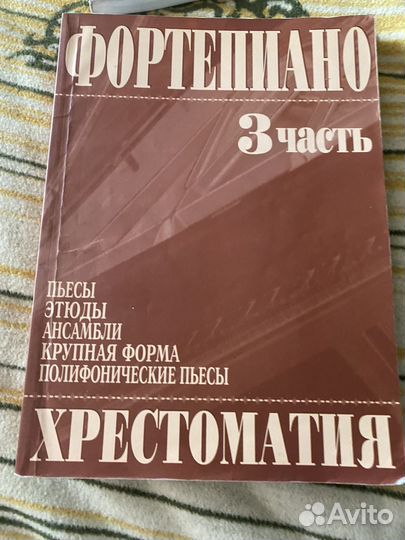 ФОРТЕПИАНО
3 часть
ПЬЕСЫ
ЭТЮДЫ
АНСАМБЛИ
КРУПНАЯ ФОРМА
ПОЛИФОНИЧЕСКИЕ ПЬЕСЫ
ХРЕСТОМАТИЯ
Avito